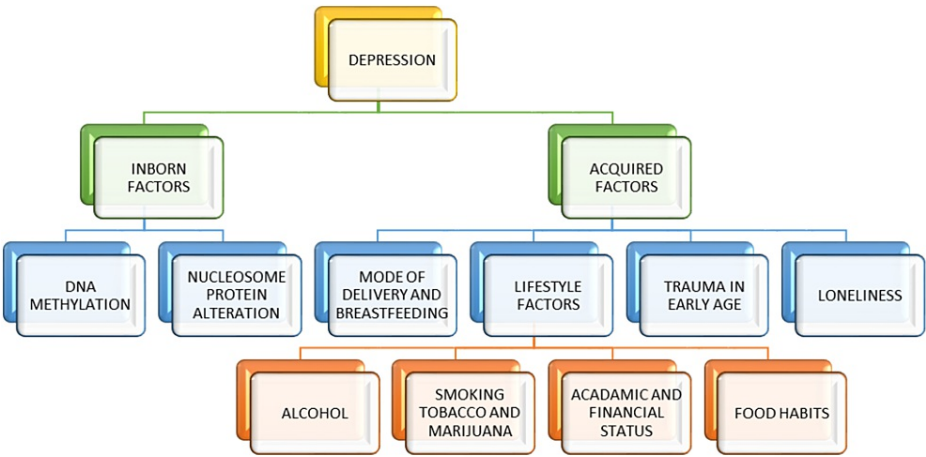 DEPRESSION
INBORN
FACTORS
ACQUIRED
FACTORS
DNA
METHYLATION
NUCLEOSOME
PROTEIN
ALTERATION
MODE OF
DELIVERY AND
BREASTFEEDING
LIFESTYLE
FACTORS
TRAUMA IN
EARLY AGE
LONELINESS
ALCOHOL
SMOKING
TOBACCO AND
MARIJUANA
ACADAMIC AND
FINANCIAL
STATUS
FOOD HABITS